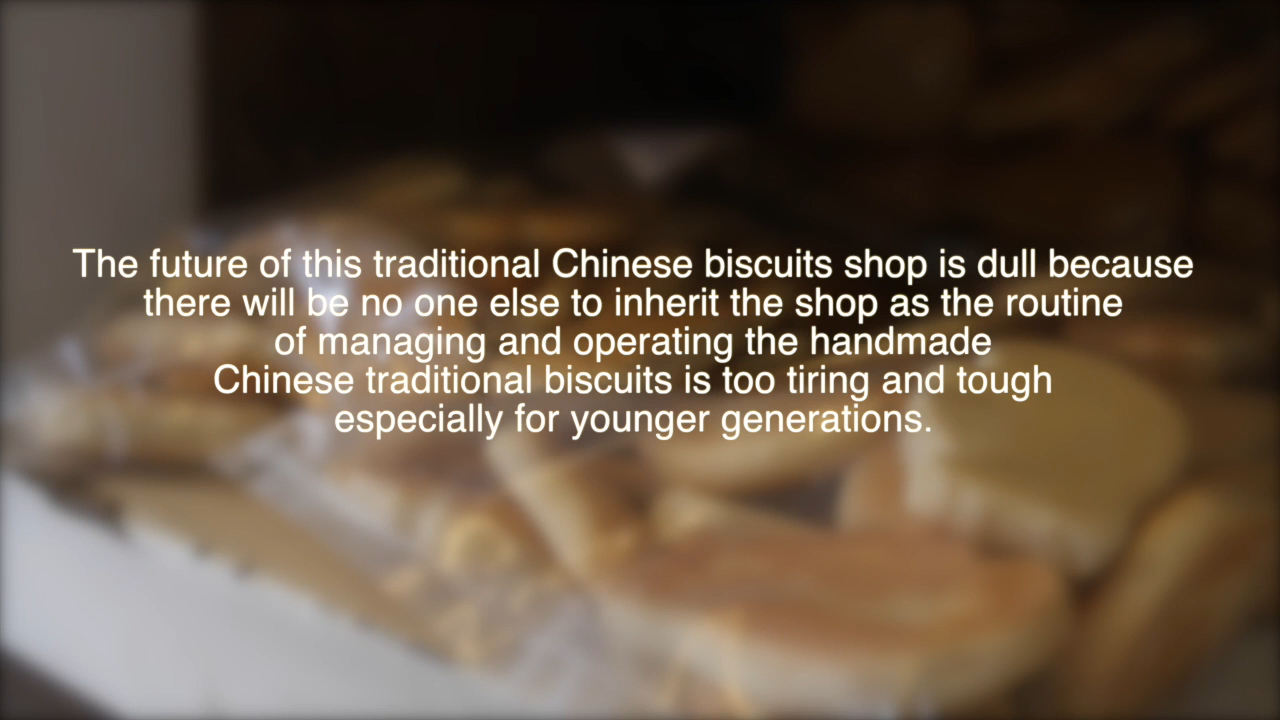 The future of this traditional Chinese biscuits shop is dull because
there will be no one else to inherit the shop as the routine
of managing and operating the handmade
Chinese traditional biscuits is too tiring and tough
especially for younger generations.